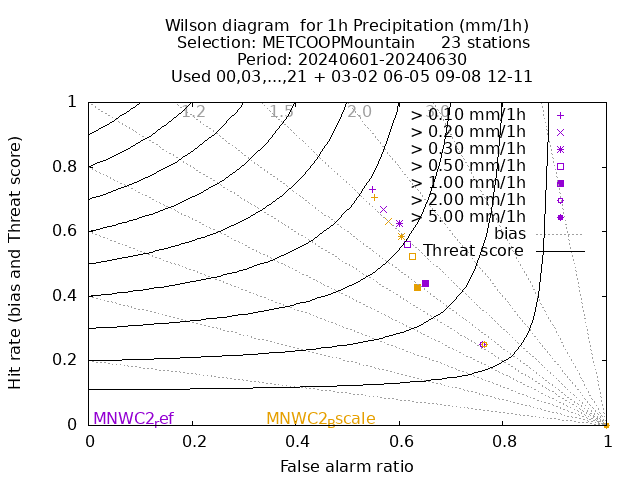 Wilson diagram  for 1h Precipitation (mm/1h)
Selection: METCOOPMountain     23 stations
Period: 20240601-20240630
Used 00,03,...,21 + 03-02 06-05 09-08 12-11
Hit rate (bias and Threat score)
1
0.8
0.6
0.4
0.2
0
1.2
1.5
2.0
3.0
> 0.10 mm/1h
> 0.20 mm/1h
> 0.30 mm/1h
> 0.50 mm/1h
> 1.00 mm/1h
> 2.00 mm/1h
> 5.00 mm/1h
bias
Threat score
MNWC2_ref
MNWC2_Bscale
0
0.2
0.4
0.6
0.8
1
False alarm ratio